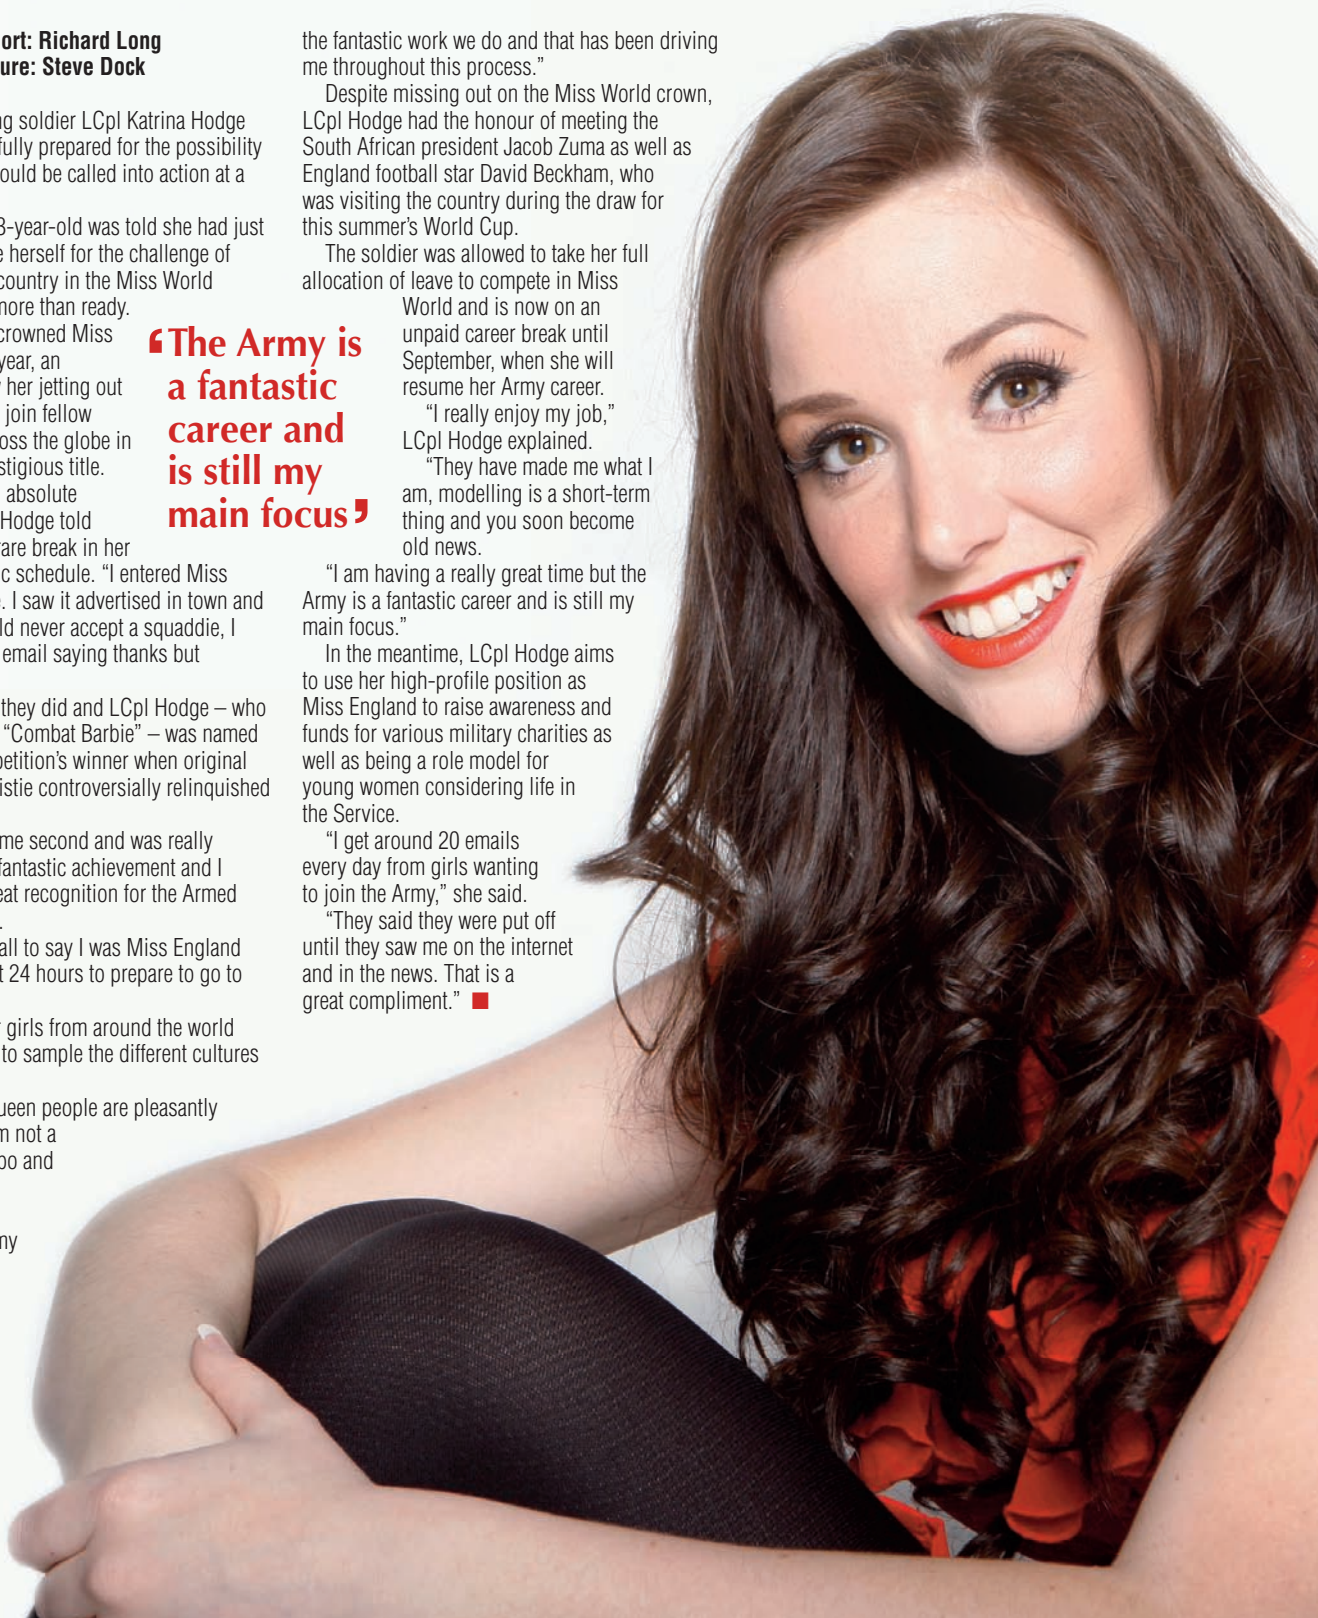 ort: Richard Long
ure: Steve Dock
ng soldier LCpl Katrina Hodge
fully prepared for the possibility
ould be called into action at a
3-year-old was told she had just
e herself for the challenge of
country in the Miss World
more than ready.
crowned Miss
year, an
her jetting out
join fellow
oss the globe in
stigious title.
absolute
Hodge told
rare break in her
c schedule. “I entered Miss
. I saw it advertised in town and
ld never accept a squaddie, I
email saying thanks but
they did and LCpl Hodge – who
“Combat Barbie” – was named
petition’s winner when original
istie controversially relinquished
me second and was really
fantastic achievement and I
eat recognition for the Armed
.
all to say I was Miss England
t 24 hours to prepare to go to
girls from around the world
to sample the different cultures
ueen people are pleasantly
m not a
bo and
my
‘The Army is
a fantastic
career and
is still my
main focus’
the fantastic work we do and that has been driving
me throughout this process.”
Despite missing out on the Miss World crown,
LCpl Hodge had the honour of meeting the
South African president Jacob Zuma as well as
England football star David Beckham, who
was visiting the country during the draw for
this summer’s World Cup.
The soldier was allowed to take her full
allocation of leave to compete in Miss
World and is now on an
unpaid career break until
September, when she will
resume her Army career.
“I really enjoy my job,”
LCpl Hodge explained.
“They have made me what I
am, modelling is a short-term
thing and you soon become
old news.
“I am having a really great time but the
Army is a fantastic career and is still my
main focus.”
In the meantime, LCpl Hodge aims
to use her high-profile position as
Miss England to raise awareness and
funds for various military charities as
well as being a role model for
young women considering life in
the Service.
“I get around 20 emails
every day from girls wanting
to join the Army,” she said.
“They said they were put off
until they saw me on the internet
and in the news. That is a
great compliment.”